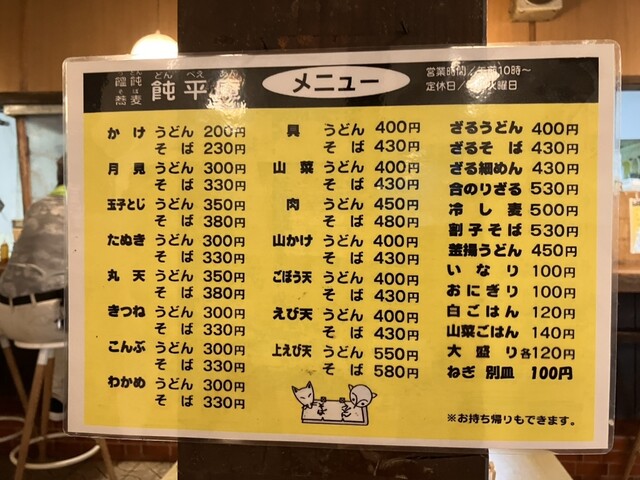 饂飩 蕎麦
うどん そば
どん べえ あん
飩平庵
メニュー
営業時間／午前10時〜
定休日／ 火曜日
かけ うどん 200円
そば 230円
月見 うどん 300円
そば 330円
玉子とじ うどん 350円
そば 380円
たぬき うどん 300円
そば 330円
丸天 うどん 350円
そば 380円
きつね うどん 300円
そば 330円
こんぶ うどん 300円
そば 330円
わかめ うどん 300円
そば 330円
具 うどん 400円
そば 430円
山菜 うどん 400円
そば 430円
肉 うどん 450円
そば 480円
山かけ うどん 400円
そば 430円
ごぼう天 うどん 400円
そば 430円
えび天 うどん 400円
そば 430円
上えび天 うどん 550円
そば 580円
ざるうどん 400円
ざるそば 430円
ざる細めん 430円
合のりざる 530円
冷し麦 500円
割子そば 530円
釜揚うどん 450円
いなり 100円
おにぎり 100円
白ごはん 120円
山菜ごはん 140円
大盛り各120円
ねぎ 別皿 100円
※お持ち帰りもできます。